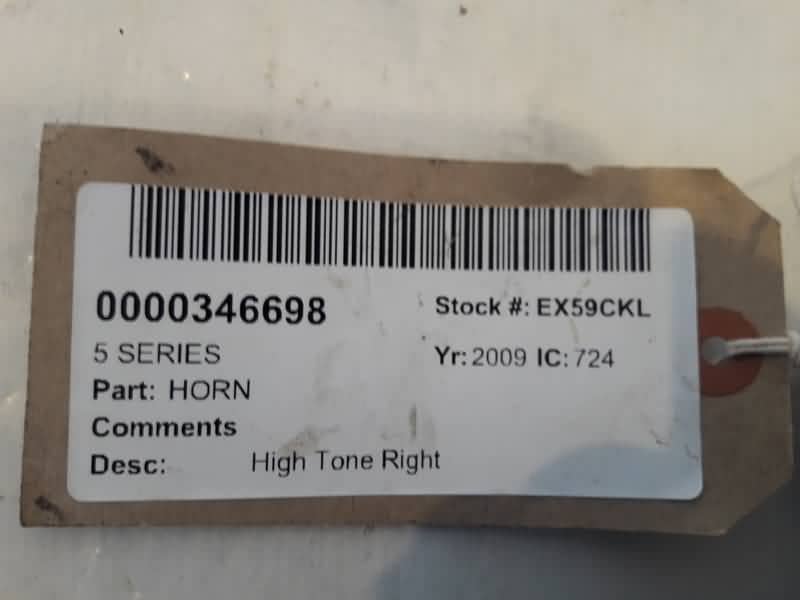 0000346698 Stock #: EX59CKL
5 SERIES Yr: 2009 IC: 724
Part: HORN
Comments
Desc: High Tone Right